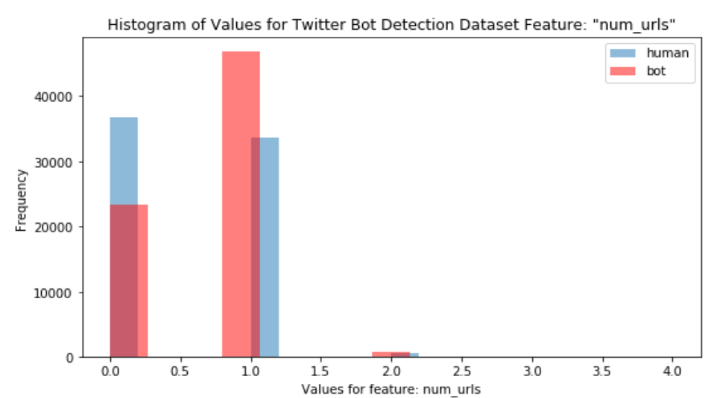 Histogram of Values for Twitter Bot Detection Dataset Feature: "num_urls"
human
bot
Frequency
40000
30000
20000
10000
0
0.0 0.5 1.0 1.5 2.0 2.5 3.0 3.5 4.0
Values for feature: num_urls